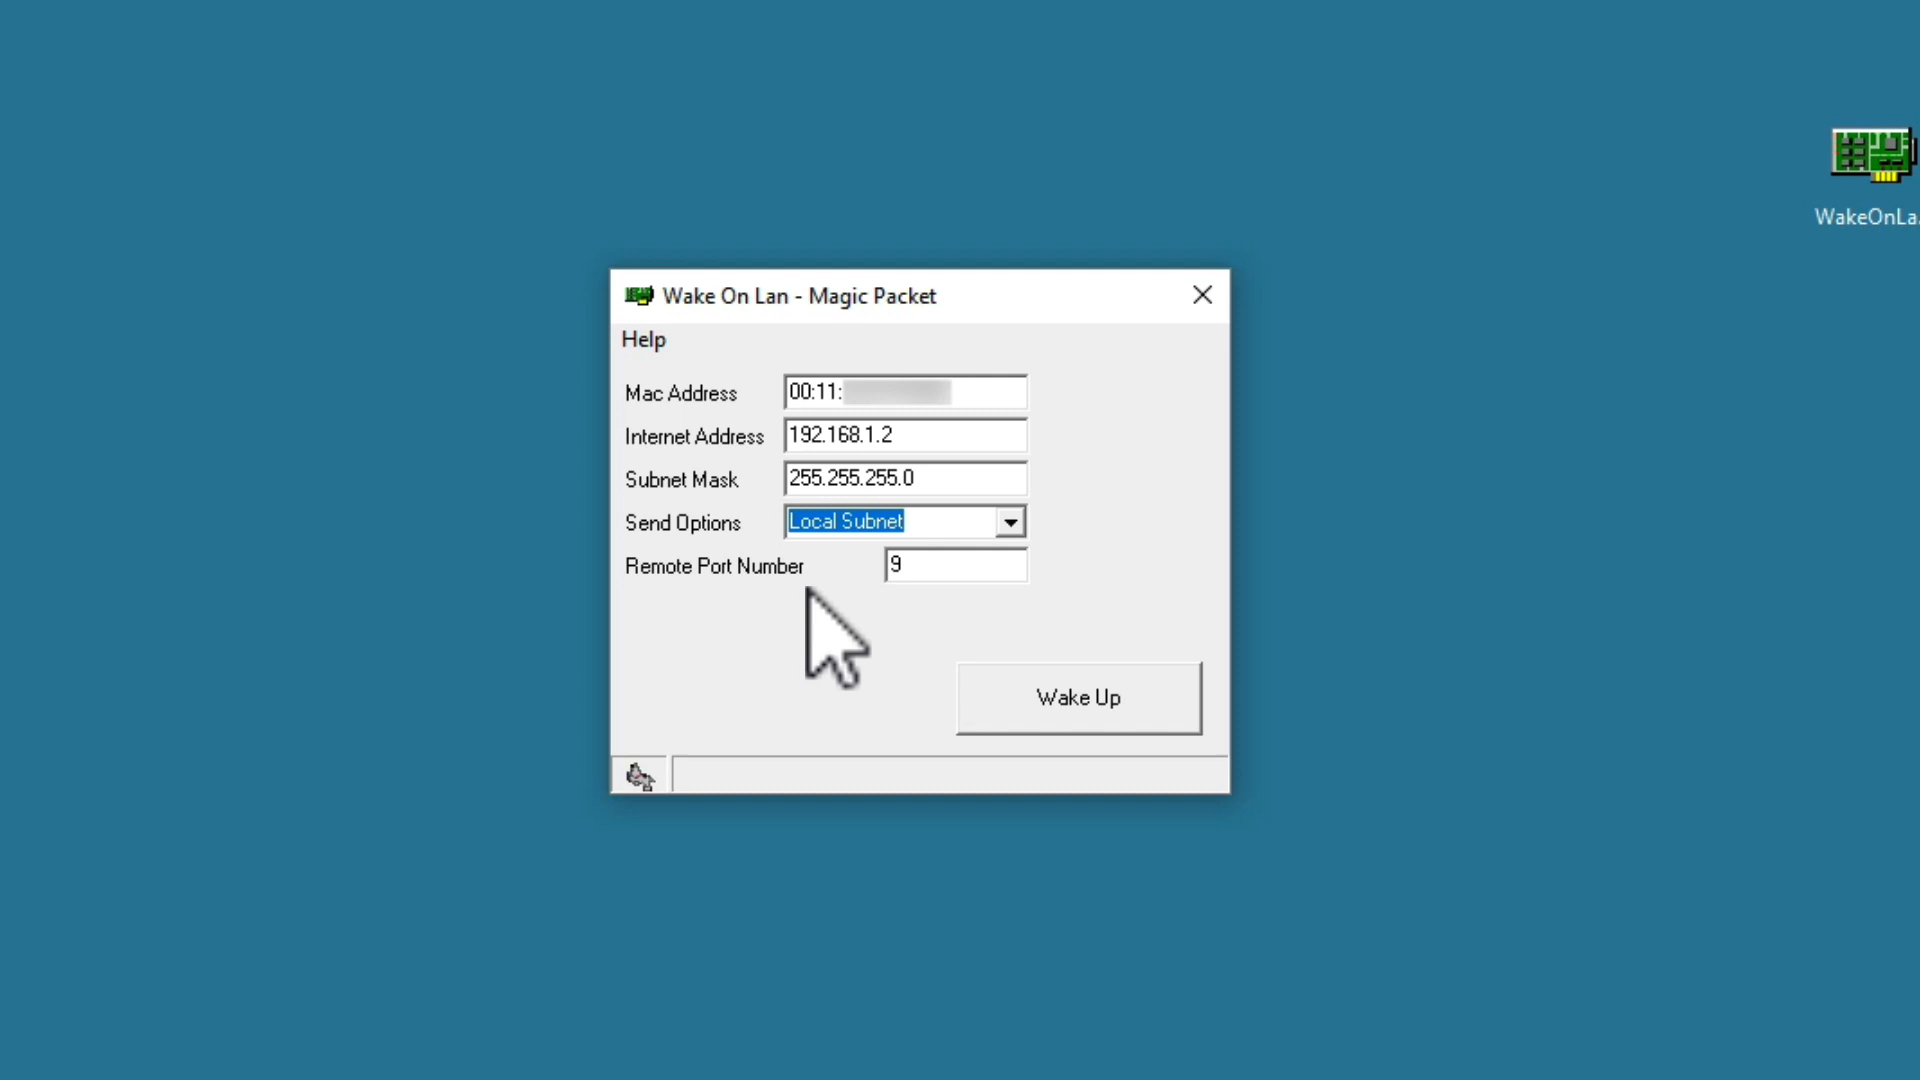 WakeOnLa.
Wake On Lan - Magic Packet
Help
Mac Address 00:11:
Internet Address 192.168.1.2
Subnet Mask 255.255.255.0
Send Options Local Subnet
Remote Port Number 9
Wake Up